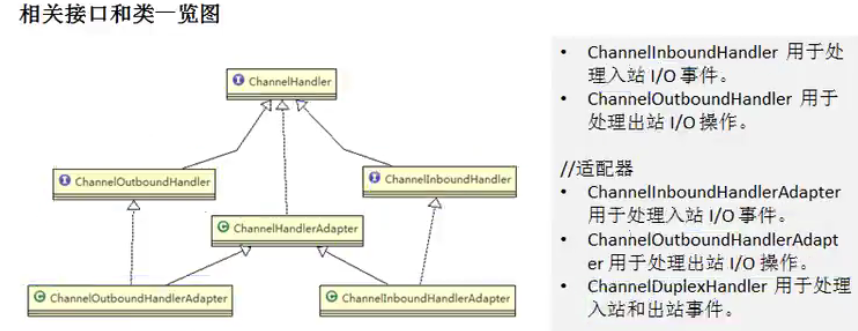 相关接口和类一览图
ChannelHandler
ChannelOutboundHandler
ChannelInboundHandler
ChannelHandlerAdapter
ChannelOutboundHandlerAdapter
ChannelInboundHandlerAdapter
• ChannelInboundHandler 用于处
理入站 I/O 事件。
• ChannelOutboundHandler 用于
处理出站 I/O 操作。
//适配器
• ChannelInboundHandlerAdapter
用于处理入站 I/O 事件。
• ChannelOutboundHandlerAdapt
er 用于处理出站 I/O 操作。
• ChannelDuplexHandler 用于处理
入站和出站事件。